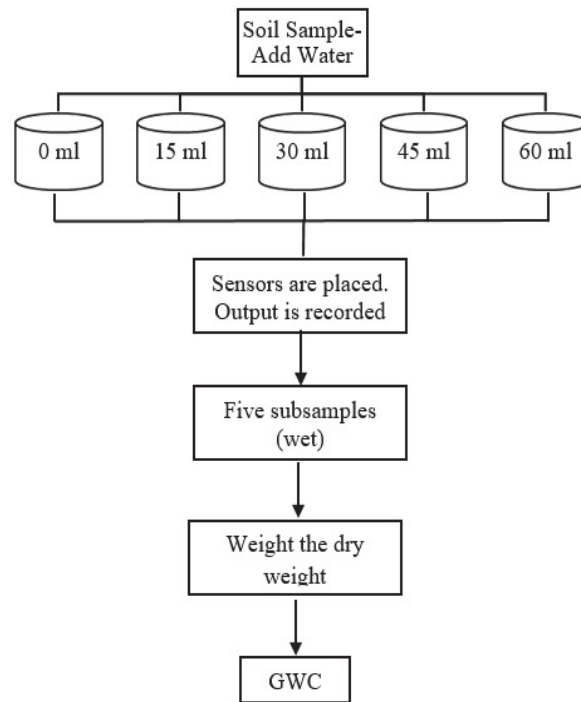 Soil Sample-
Add Water
0 ml
15 ml
30 ml
45 ml
60 ml
Sensors are placed.
Output is recorded
Five subsamples
(wet)
Weight the dry
weight
GWC